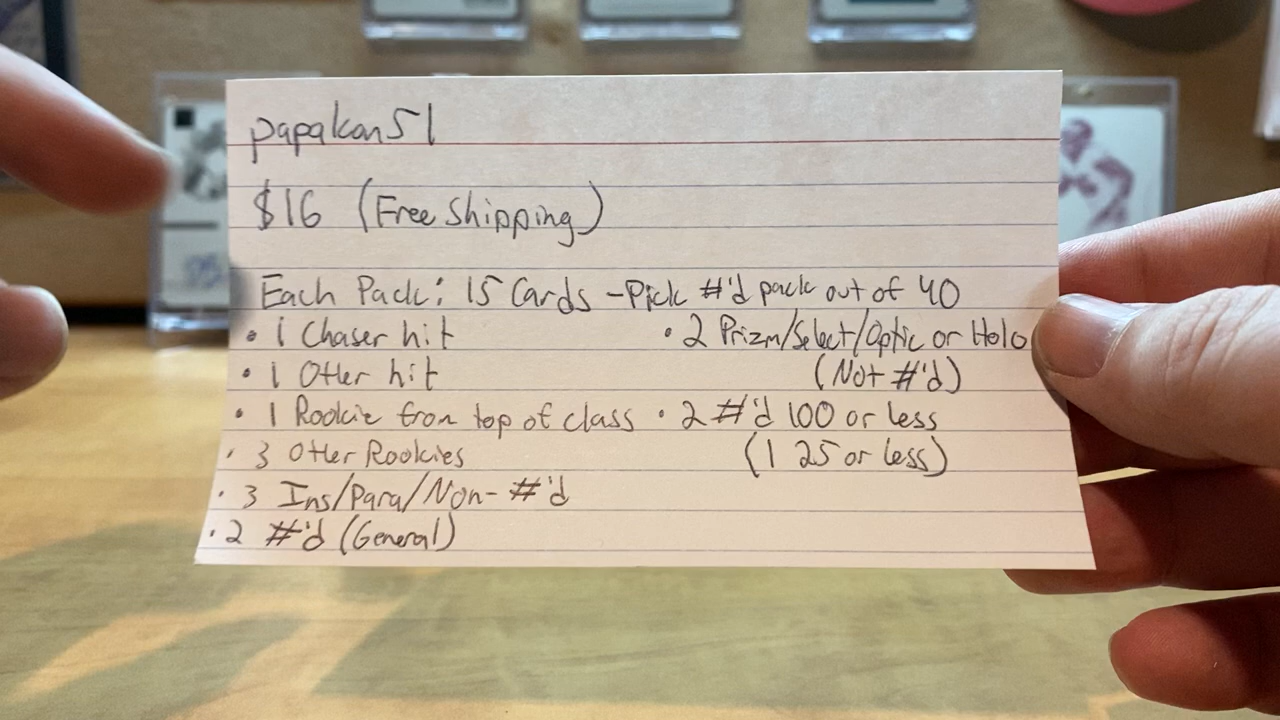 papakan51
$16 (Free Shipping)
Each Pack: 15 Cards - Pick #'d pack out of 40
• 1 Chaser hit
• 2 Prizm/Select/Optic or Holo
(Not #'d)
• 1 Other hit
• 1 Rookie from top of class
• 2 #'d 100 or less
(1 25 or less)
• 3 Other Rookies
• 3 Ins/Para/Non-#'d
• 2 #'d (General)